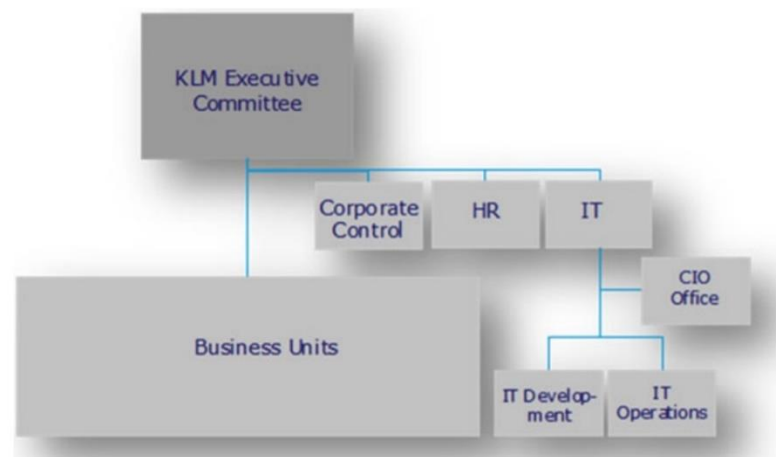 KLM Executive
Committee
Corporate
Control
HR
IT
CIO
Office
Business Units
IT Develop-
ment
IT
Operations